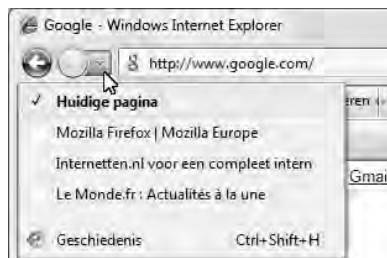 Google - Windows Internet Explorer
http://www.google.com/
✓ Huidige pagina
eren
Mozilla Firefox | Mozilla Europe
Internetten.nl voor een compleet intern
Gmai
Le Monde.fr : Actualités à la une
Geschiedenis Ctrl+Shift+H